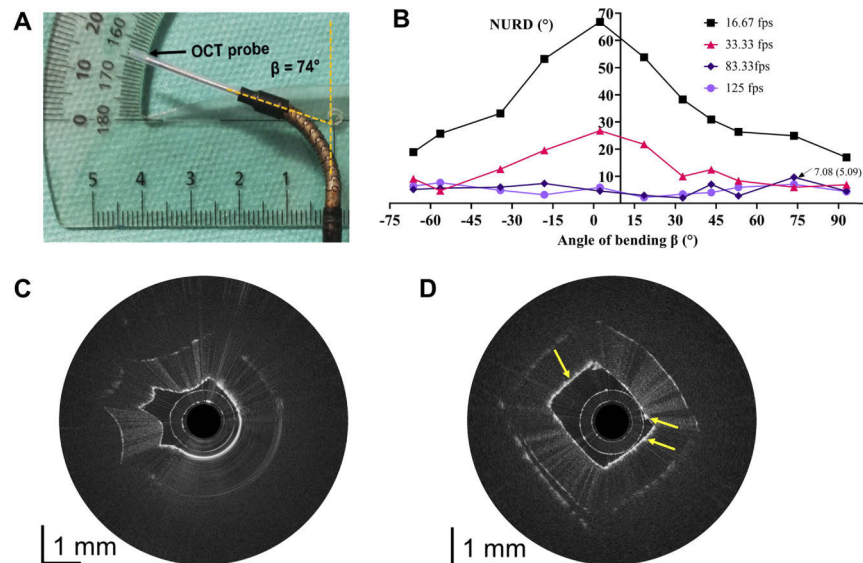 A
OCT probe
β = 74°
20
10
0
160
170
180
5
4
3
2
1
B
NURD (°)
70
60
50
40
30
20
10
16.67 fps
33.33 fps
83.33fps
125 fps
7.08 (5.09)
-75
-60
-45
-30
-15
0
15
30
45
60
75
90
Angle of bending β (°)
C
D
1 mm
1 mm